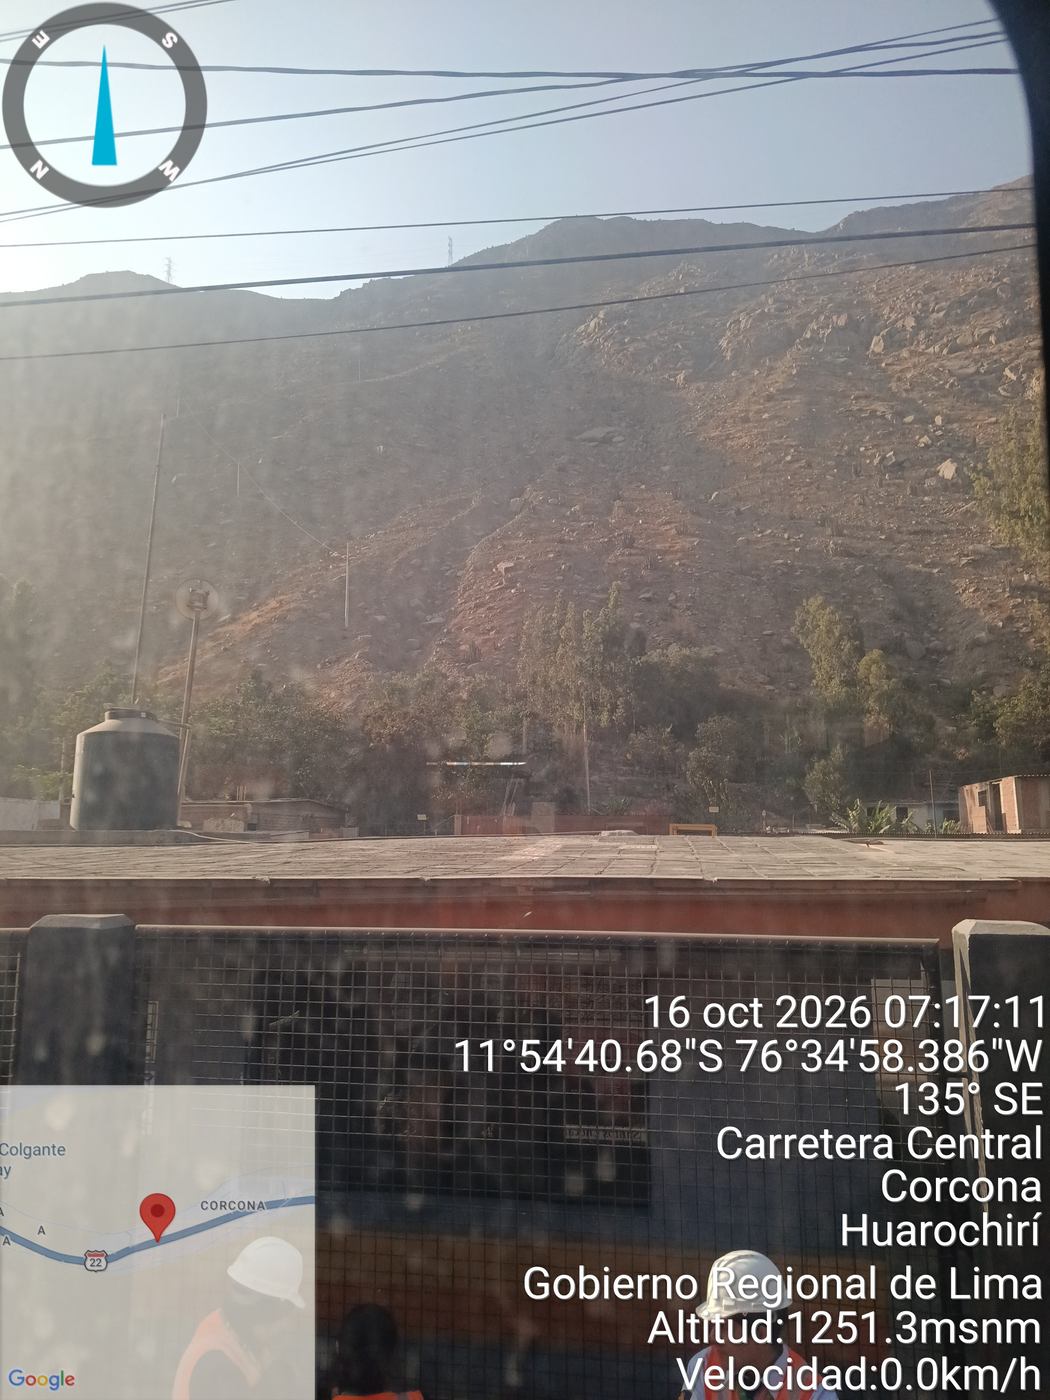 E
S
N
W
16 oct 2026 07:17:11
11°54'40.68"S 76°34'58.386"W
135° SE
Carretera Central
Corcona
Huarochirí
Gobierno Regional de Lima
Altitud:1251.3msnm
Velocidad:0.0km/h
Colgante
ay
CORCONA
A
A
A
22
Google